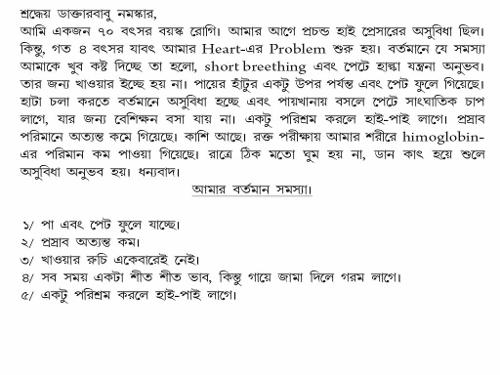 শ্রদ্ধেয় ডাক্তারবাবু নমস্কার,
আমি একজন ৭০ বৎসর বয়স্ক রোগি। আমার আগে প্রচন্ড হাই প্রেসারের অসুবিধা ছিল।
কিন্তু, গত ৪ বৎসর যাবৎ আমার Heart-এর Problem শুরু হয়। বর্তমানে যে সমস্যা
আমাকে খুব কষ্ট দিচ্ছে তা হলো, short breething এবং পেটে হাল্কা যন্ত্রনা অনুভব।
তার জন্য খাওয়ার ইচ্ছে হয় না। পায়ের হাঁটুর একটু উপর পর্যন্ত এবং পেট ফুলে গিয়েছে।
হাটা চলা করতে বর্তমানে অসুবিধা হচ্ছে এবং পায়খানায় বসলে পেটে সাংঘাতিক চাপ
লাগে, যার জন্য বেশিক্ষন বসা যায় না। একটু পরিশ্রম করলে হাই-পাই লাগে। প্রস্রাব
পরিমানে অত্যন্ত কমে গিয়েছে। কাশি আছে। রক্ত পরীক্ষায় আমার শরীরে himoglobin-
এর পরিমান কম পাওয়া গিয়েছে। রাত্রে ঠিক মতো ঘুম হয় না, ডান কাৎ হয়ে শুলে
অসুবিধা অনুভব হয়। ধন্যবাদ।
আমার বর্তমান সমস্যা।
১/ পা এবং পেট ফুলে যাচ্ছে।
২/ প্রস্রাব অত্যন্ত কম।
৩/ খাওয়ার রুচি একেবারেই নেই।
৪/ সব সময় একটা শীত শীত ভাব, কিন্তু গায়ে জামা দিলে গরম লাগে।
৫/ একটু পরিশ্রম করলে হাই-পাই লাগে।